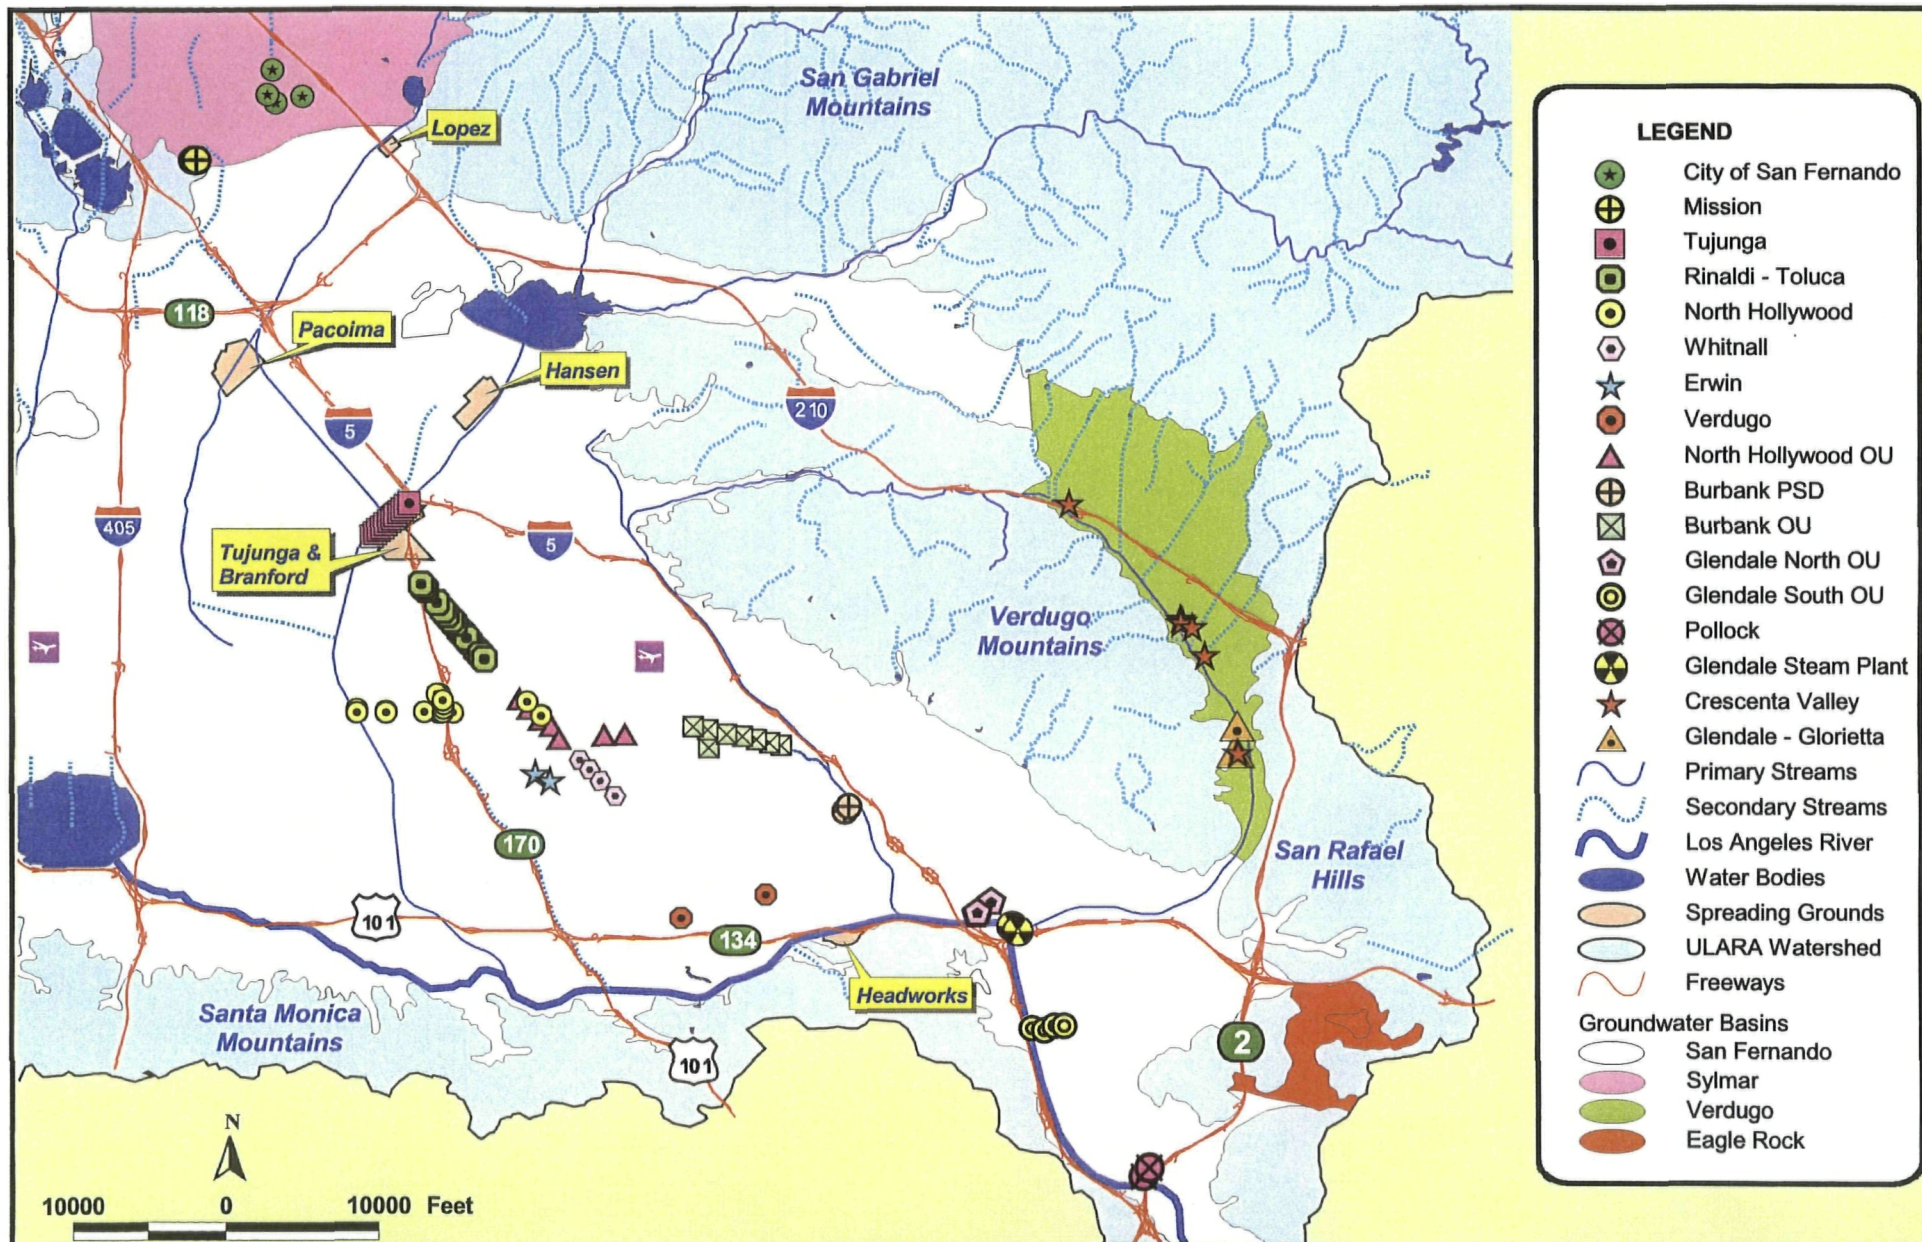 San Gabriel
Mountains
Lopez
118
Pacoima
Hansen
5
210
405
5
Tujunga &
Branford
Verdugo
Mountains
170
San Rafael
Hills
101
134
Headworks
Santa Monica
Mountains
101
2
N
10000 0 10000 Feet
LEGEND
City of San Fernando
Mission
Tujunga
Rinaldi - Toluca
North Hollywood
Whitnall
Erwin
Verdugo
North Hollywood OU
Burbank PSD
Burbank OU
Glendale North OU
Glendale South OU
Pollock
Glendale Steam Plant
Crescenta Valley
Glendale - Glorietta
Primary Streams
Secondary Streams
Los Angeles River
Water Bodies
Spreading Grounds
ULARA Watershed
Freeways
Groundwater Basins
San Fernando
Sylmar
Verdugo
Eagle Rock